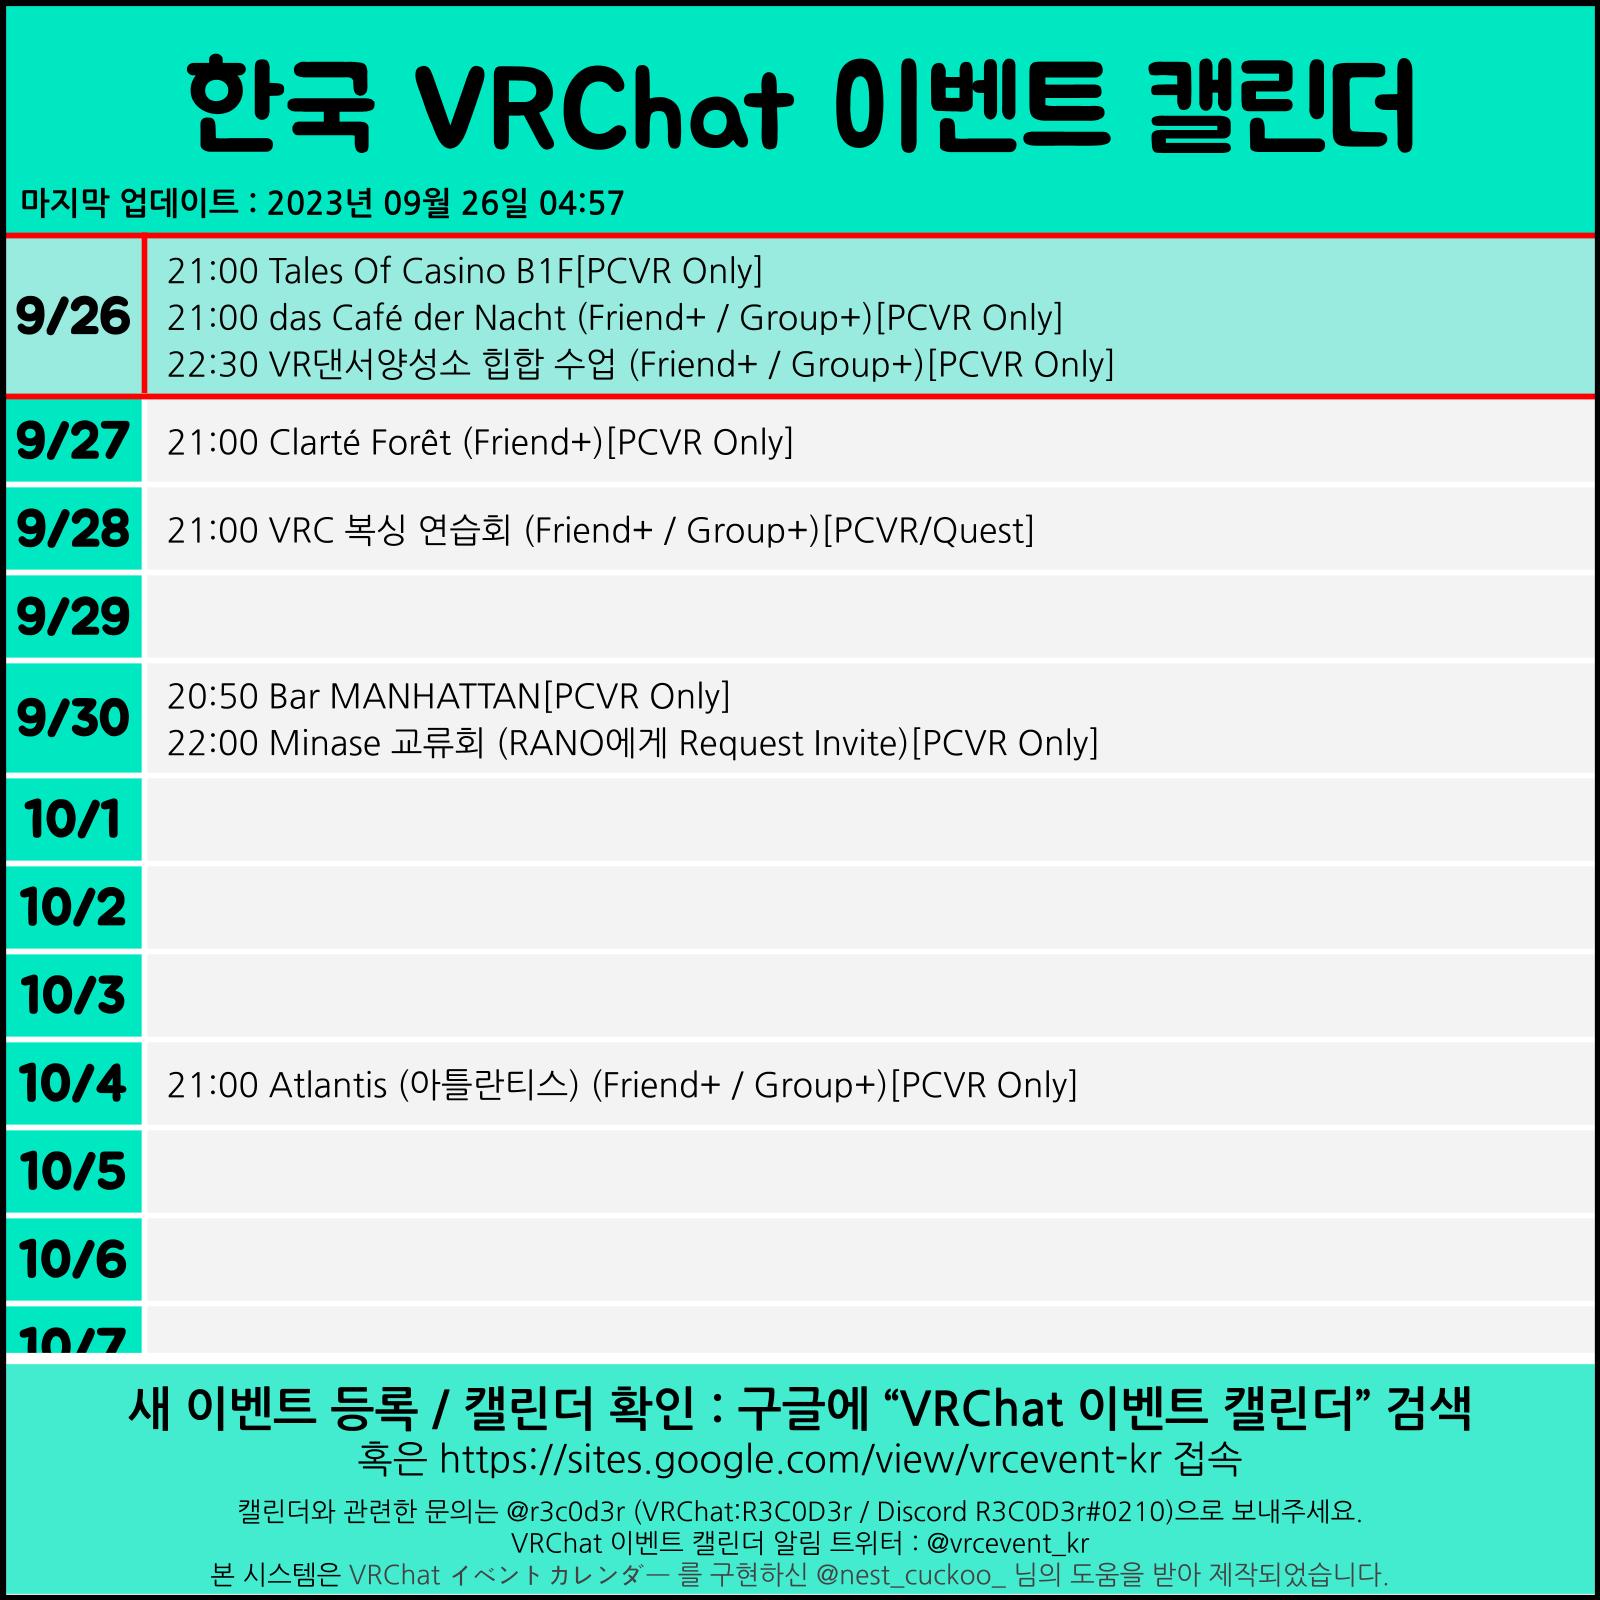 한국 VRChat 이벤트 캘린더
마지막 업데이트 : 2023년 09월 26일 04:57
9/26
21:00 Tales Of Casino B1F[PCVR Only]
21:00 das Café der Nacht (Friend+ / Group+)[PCVR Only]
22:30 VR댄서양성소 힙합 수업 (Friend+ / Group+)[PCVR Only]
9/27
21:00 Clarté Forêt (Friend+)[PCVR Only]
9/28
21:00 VRC 복싱 연습회 (Friend+ / Group+)[PCVR/Quest]
9/29
9/30
20:50 Bar MANHATTAN[PCVR Only]
22:00 Minase 교류회 (RANO에게 Request Invite)[PCVR Only]
10/1
10/2
10/3
10/4
21:00 Atlantis (아틀란티스) (Friend+ / Group+)[PCVR Only]
10/5
10/6
10/7
새 이벤트 등록 / 캘린더 확인 : 구글에 “VRChat 이벤트 캘린더” 검색
혹은 https://sites.google.com/view/vrcevent-kr 접속
캘린더와 관련한 문의는 @r3c0d3r (VRChat:R3C0D3r / Discord R3C0D3r#0210)으로 보내주세요.
VRChat 이벤트 캘린더 알림 트위터 : @vrcevent_kr
본 시스템은 VRChat イベントカレンダー 를 구현하신 @nest_cuckoo_ 님의 도움을 받아 제작되었습니다.